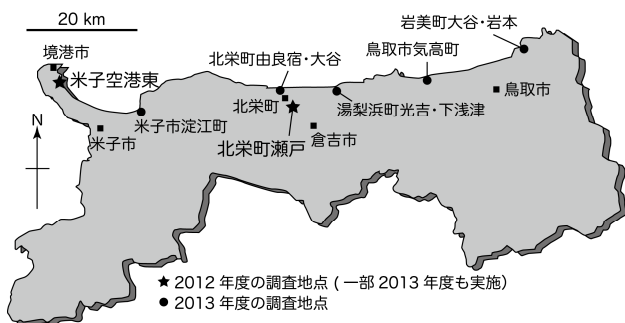 20 km
岩美町大谷・岩本
境港市
北栄町由良宿・大谷
鳥取市気高町
米子空港東
鳥取市
北栄町
湯梨浜町光吉・下浅津
N
米子市淀江町
米子市
倉吉市
北栄町瀬戸
★ 2012 年度の調査地点 ( 一部 2013 年度も実施）
● 2013 年度の調査地点